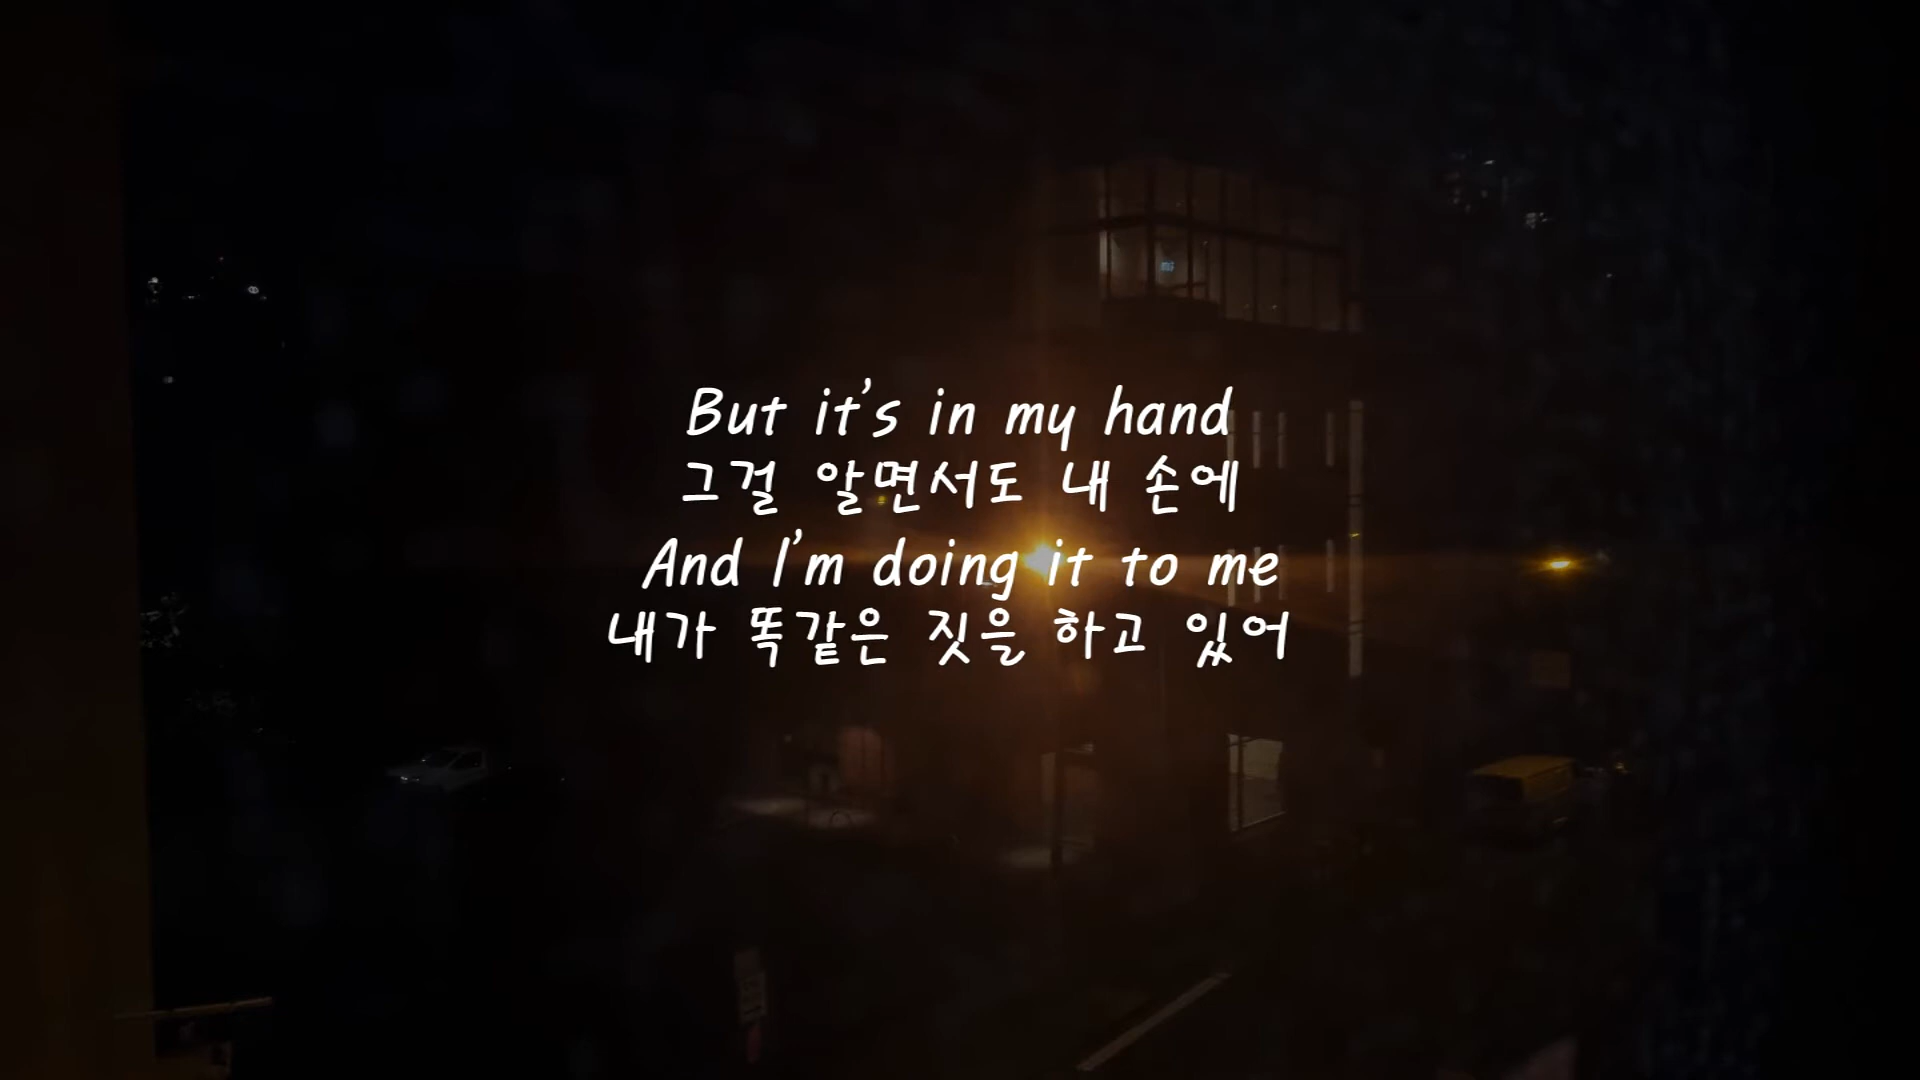 But it's in my hand
그걸 알면서도 내 손에
And I'm doing it to me
내가 똑같은 짓을 하고 있어